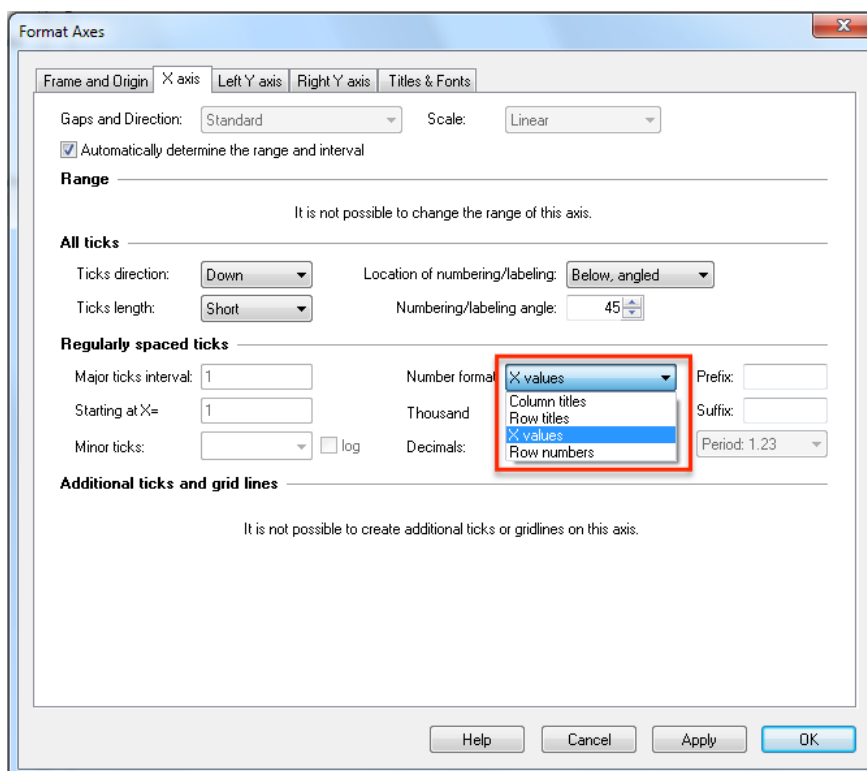 Format Axes
Frame and Origin X axis Left Y axis Right Y axis Titles & Fonts
Gaps and Direction: Standard Scale: Linear
Automatically determine the range and interval
Range
It is not possible to change the range of this axis.
All ticks
Ticks direction: Down Location of numbering/labeling: Below, angled
Ticks length: Short Numbering/labeling angle: 45
Regularly spaced ticks
Major ticks interval: 1 Number format X values Prefix:
Column titles
Starting at X= 1 Thousand Row titles Suffix:
X values
Minor ticks: log Decimals: Row numbers Period: 1.23
Additional ticks and grid lines
It is not possible to create additional ticks or gridlines on this axis.
Help Cancel Apply OK